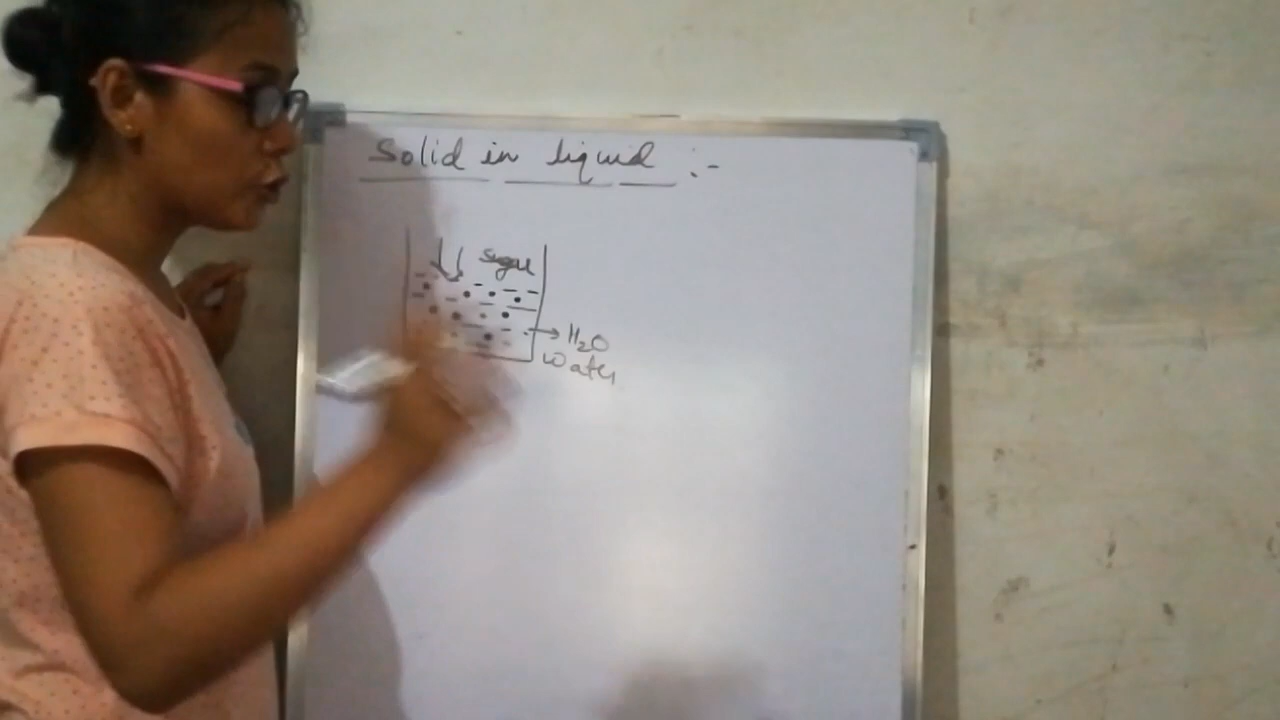 Solid in liquid :-
sugar
H₂O
water